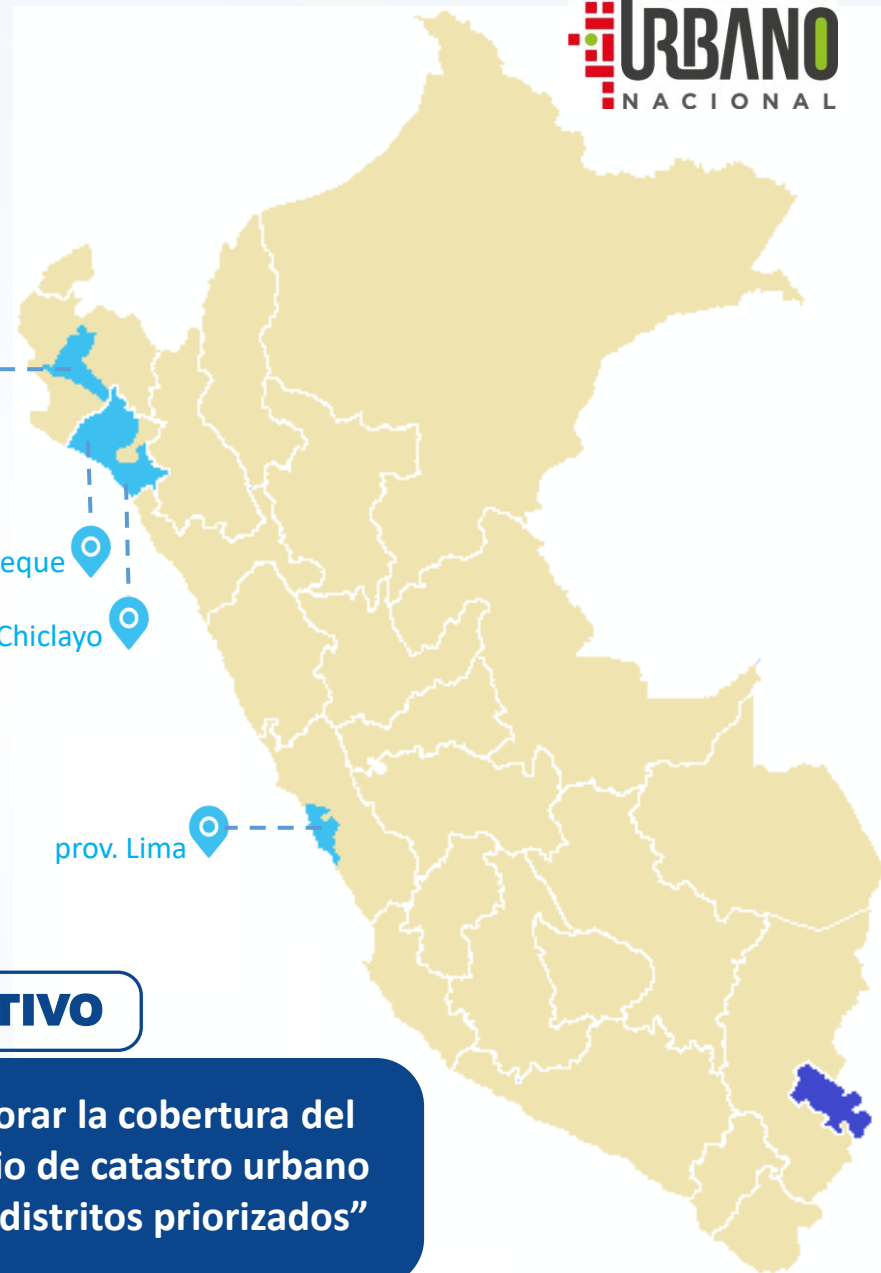 URBANO
NACIONAL
eque
Chiclayo
prov. Lima
TIVO
orar la cobertura del
io de catastro urbano
distritos priorizados”